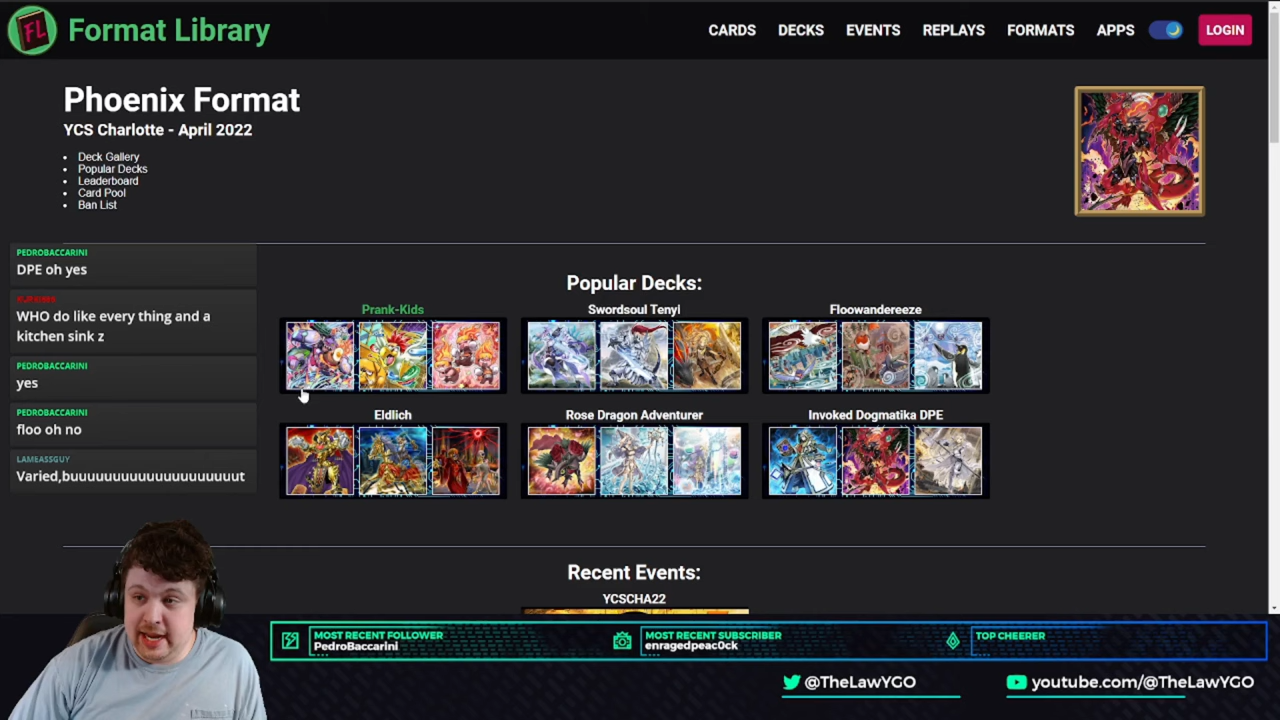 FL
Format Library
CARDS
DECKS
EVENTS
REPLAYS
FORMATS
APPS
LOGIN
Phoenix Format
YCS Charlotte - April 2022
Deck Gallery
Popular Decks
Leaderboard
Card Pool
Ban List
PEDROBACCARINI
DPE oh yes
WHO do like every thing and a
kitchen sink z
PEDROBACCARINI
yes
PEDROBACCARINI
floo oh no
LAMEASSGUY
Varied,buuuuuuuuuuuuuuuuuuuut
Popular Decks:
Prank-Kids
Swordsoul Tenyi
Floowandereeze
Eldlich
Rose Dragon Adventurer
Invoked Dogmatika DPE
Recent Events:
YCSCHA22
MOST RECENT FOLLOWER
PedroBaccarini
MOST RECENT SUBSCRIBER
enragedpeac0ck
TOP CHEERER
@TheLawYGO
youtube.com/@TheLawYGO